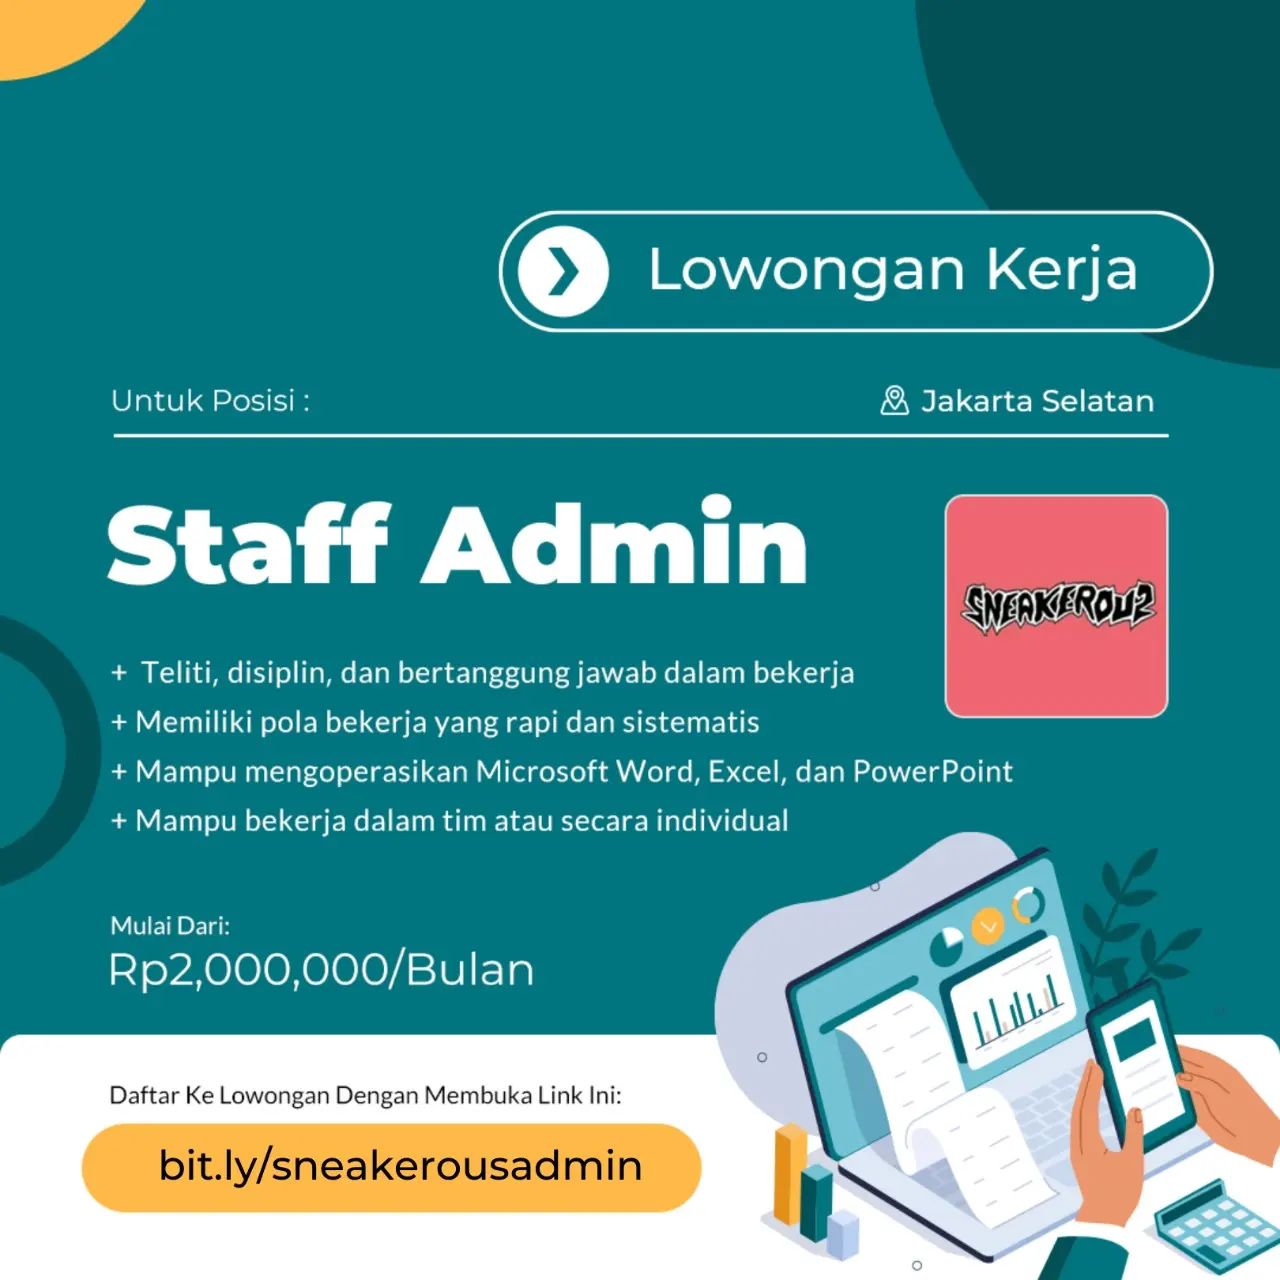 Lowongan Kerja
Untuk Posisi :
Jakarta Selatan
Staff Admin
SNEAKEROU2
+ Teliti, disiplin, dan bertanggung jawab dalam bekerja
+ Memiliki pola bekerja yang rapi dan sistematis
+ Mampu mengoperasikan Microsoft Word, Excel, dan PowerPoint
+ Mampu bekerja dalam tim atau secara individual
Mulai Dari:
Rp2,000,000/Bulan
Daftar Ke Lowongan Dengan Membuka Link Ini:
bit.ly/sneakerousadmin